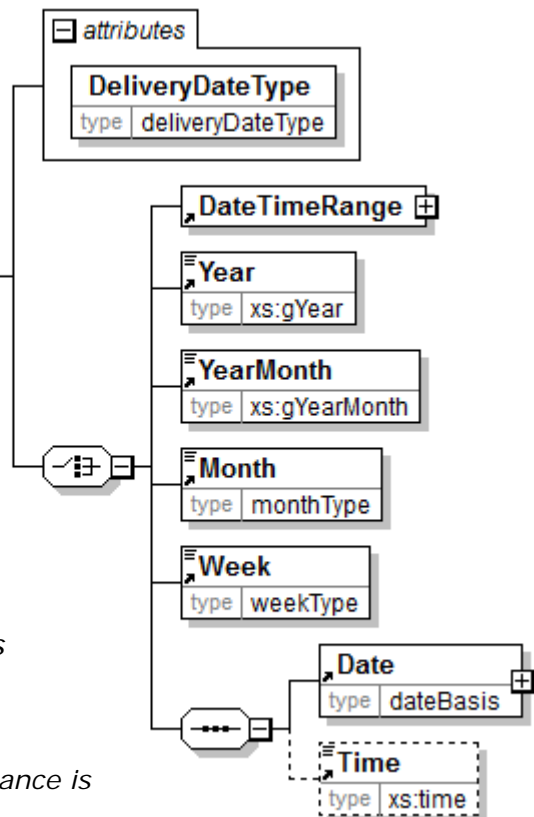 attributes
DeliveryDateType
type deliveryDateType
DateTimeRange
Year
type xs:gYear
YearMonth
type xs:gYearMonth
Month
type monthType
Week
type weekType
s
Date
type dateBasis
ance is
Time
type xs:time